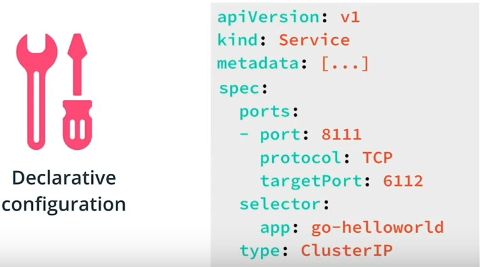 Declarative
configuration
apiVersion: v1
kind: Service
metadata: [...]
spec:
  ports:
  - port: 8111
    protocol: TCP
    targetPort: 6112
  selector:
    app: go-helloworld
  type: ClusterIP